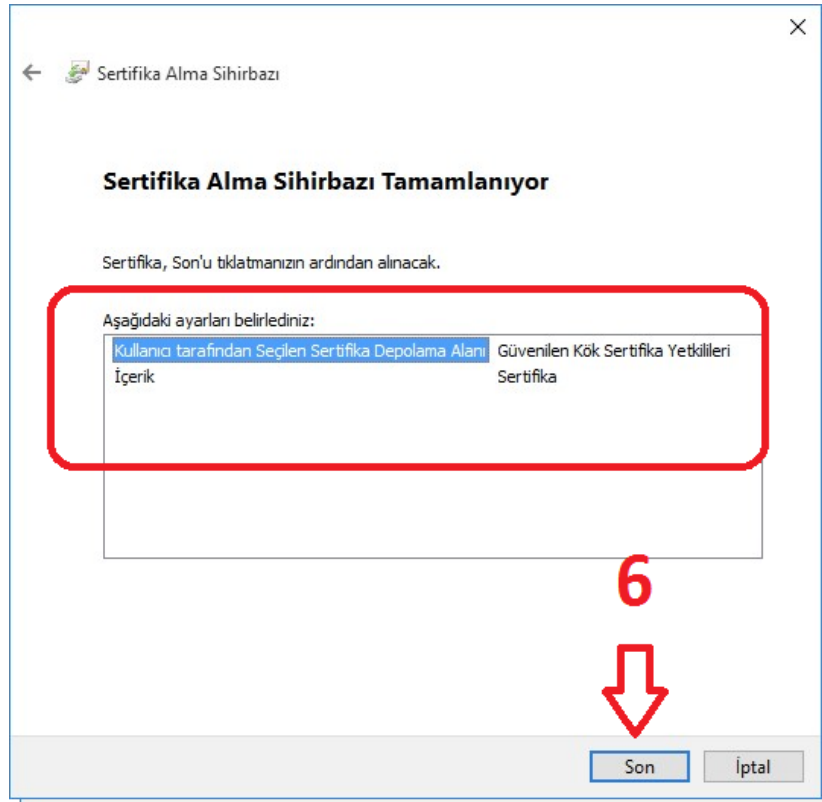 Sertifika Alma Sihirbazı
Sertifika Alma Sihirbazı Tamamlanıyor
Sertifika, Son'u tıklatmanızın ardından alınacak.
Aşağıdaki ayarları belirlediniz:
Kullanıcı tarafından Seçilen Sertifika Depolama Alanı Güvenilen Kök Sertifika Yetkilileri
İçerik Sertifika
6
Son İptal